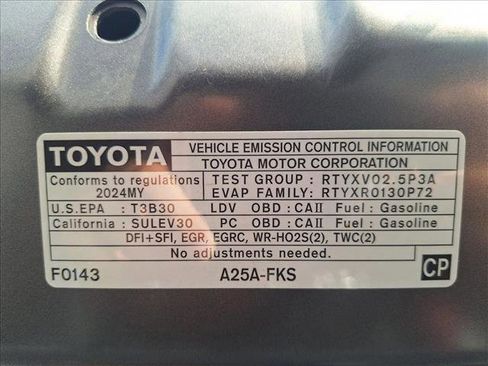 TOYOTA VEHICLE EMISSION CONTROL INFORMATION
TOYOTA MOTOR CORPORATION
Conforms to regulations TEST GROUP : RTYXV02.5P3A
2024MY EVAP FAMILY: RTYXR0130P72
U.S.EPA : T3B30 LDV OBD : CAII Fuel : Gasoline
California : SULEV30 PC OBD : CAII Fuel : Gasoline
DFI+SFI, EGR, EGRC, WR-HO2S(2), TWC(2)
No adjustments needed.
F0143 A25A-FKS CP